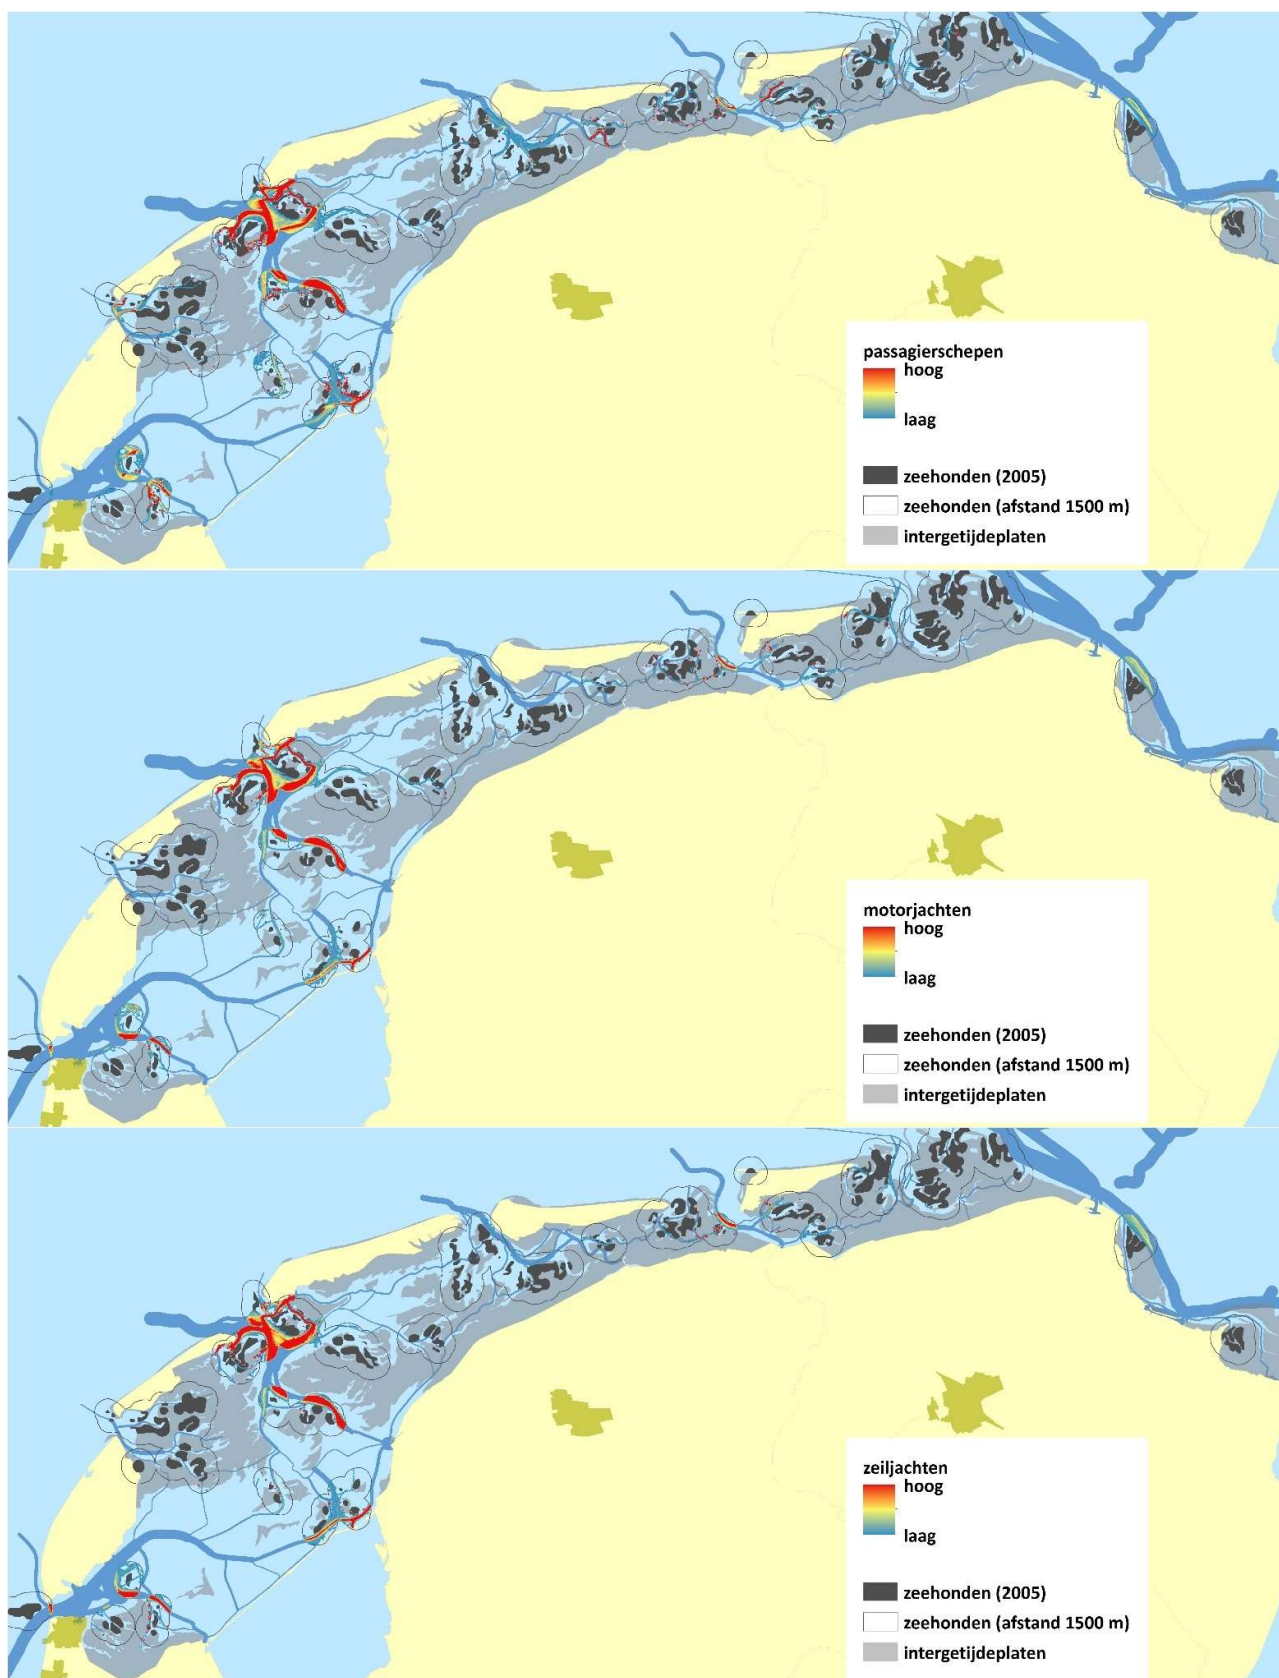 passagierschepen
hoog
laag
zeehonden (2005)
zeehonden (afstand 1500 m)
intergetijdeplaten
motorjachten
hoog
laag
zeehonden (2005)
zeehonden (afstand 1500 m)
intergetijdeplaten
zeiljachten
hoog
laag
zeehonden (2005)
zeehonden (afstand 1500 m)
intergetijdeplaten